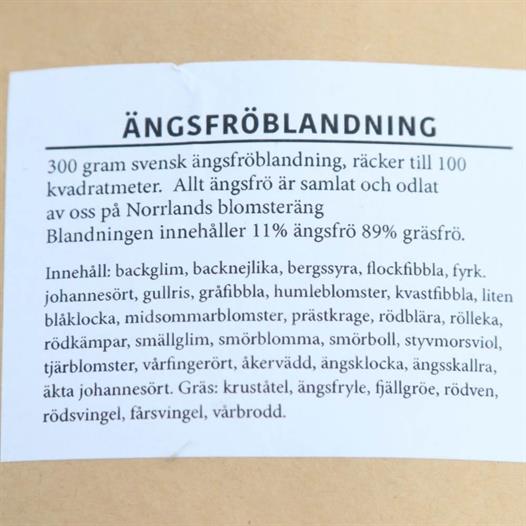 ÄNGSFRÖBLANDNING
300 gram svensk ängsfröblandning, räcker till 100
kvadratmeter. Allt ängsfrö är samlat och odlat
av oss på Norrlands blomsteräng
Blandningen innehåller 11% ängsfrö 89% gräsfrö.
Innehåll: backglim, backnejlika, bergssyra, flockfibbla, fyrk.
johannesört, gullris, gråfibbla, humleblomster, kvastfibbla, liten
blåklocka, midsommarblomster, prästkrage, rödblära, rölleka,
rödkämpar, smällglim, smörblomma, smörboll, styvmorsviol,
tjärblomster, vårfingerört, åkervädd, ängsklocka, ängsskallra,
äkta johannesört. Gräs: kruståtel, ängsfryle, fjällgröe, rödven,
rödsvingel, fårsvingel, vårbrodd.